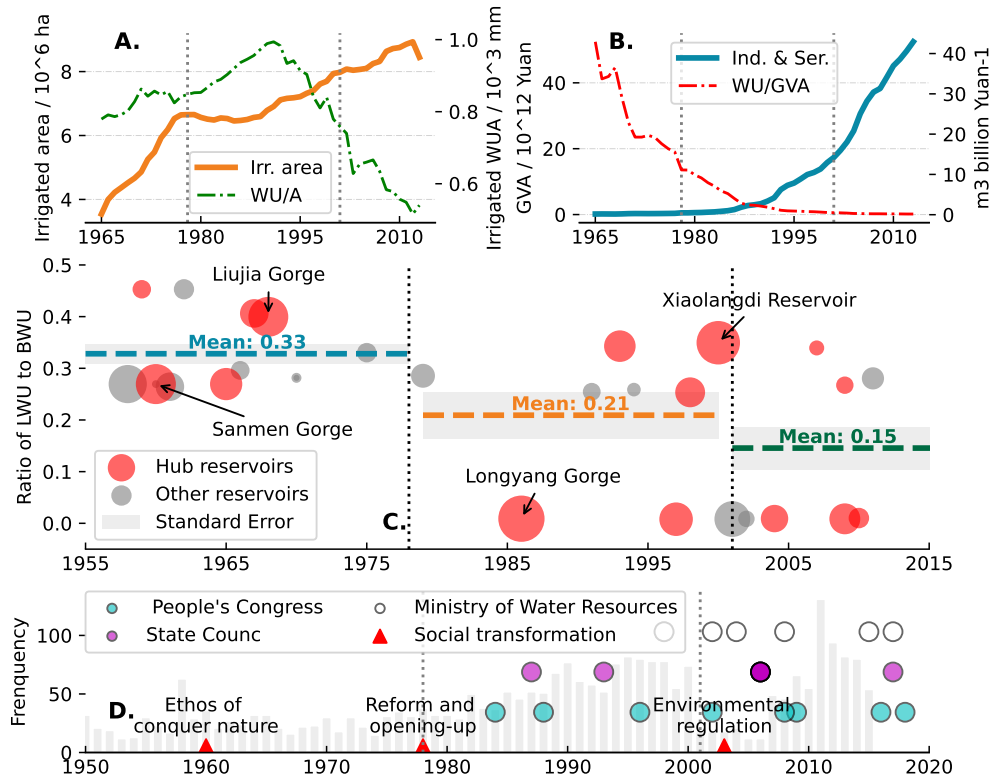 A.
Irrigated area / 10^6 ha
8
6
4
1965
1980
1995
2010
1.0
0.8
0.6
Irrigated WUA / 10^3 mm
Irr. area
WU/A
B.
GVA / 10^12 Yuan
40
20
0
1965
1980
1995
2010
40
30
20
10
0
m3 billion Yuan-1
Ind. & Ser.
WU/GVA
Ratio of LWU to BWU
0.5
0.4
0.3
0.2
0.1
0.0
Liujia Gorge
Xiaolangdi Reservoir
Mean: 0.33
Mean: 0.21
Sanmen Gorge
Mean: 0.15
Longyang Gorge
Hub reservoirs
Other reservoirs
Standard Error
C.
1955
1965
1975
1985
1995
2005
2015
Frenquency
100
50
0
People's Congress
State Counc
Ministry of Water Resources
Social transformation
D.
Ethos of
conquer nature
Reform and
opening-up
Environmental
regulation
1950
1960
1970
1980
1990
2000
2010
2020